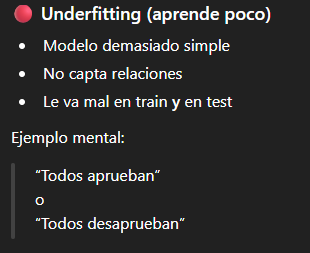 🔴 Underfitting (aprende poco)
• Modelo demasiado simple
• No capta relaciones
• Le va mal en train y en test
Ejemplo mental:
“Todos aprueban”
o
“Todos desaprueban”